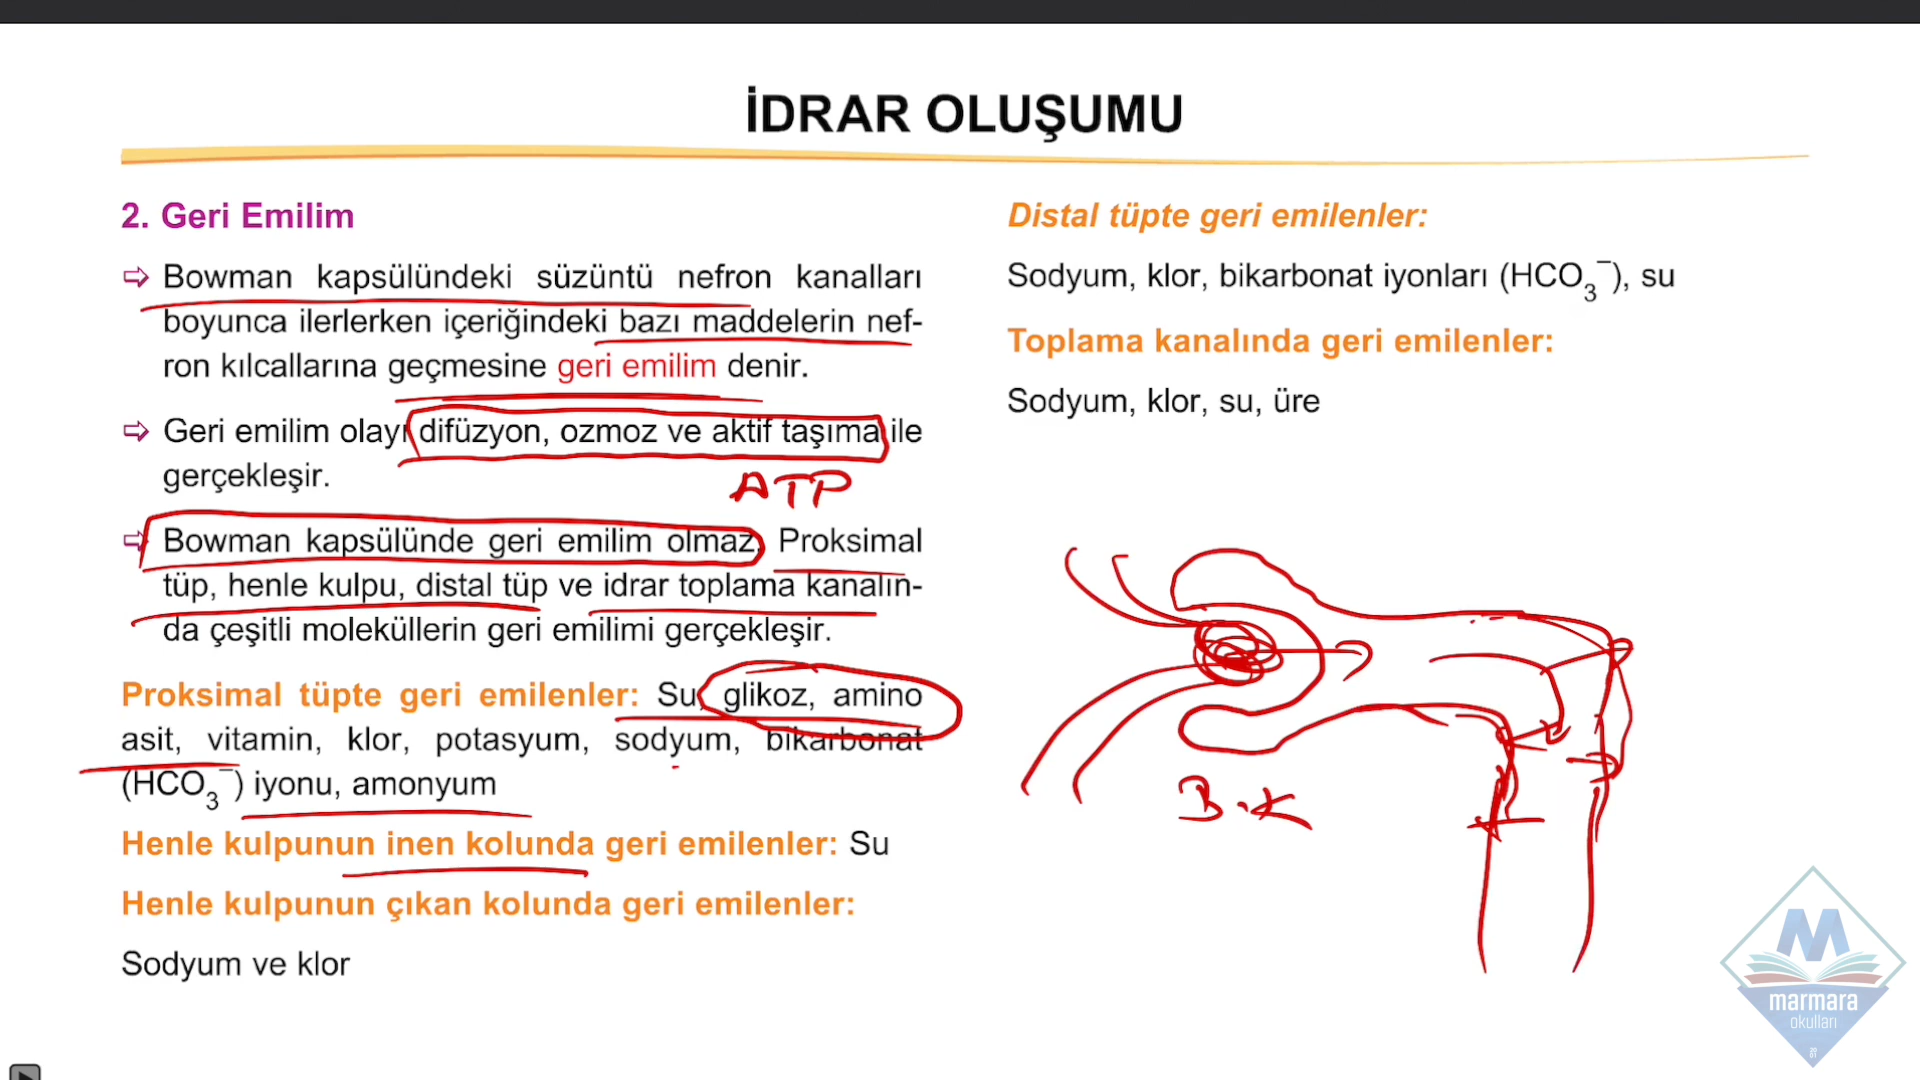 İDRAR OLUŞUMU
2. Geri Emilim
⇨ Bowman kapsülündeki süzüntü nefron kanalları
boyunca ilerlerken içeriğindeki bazı maddelerin nef-
ron kılcallarına geçmesine geri emilim denir.
⇨ Geri emilim olayı difüzyon, ozmoz ve aktif taşıma ile
gerçekleşir.
ATP
⇨ Bowman kapsülünde geri emilim olmaz. Proksimal
tüp, henle kulpu, distal tüp ve idrar toplama kanalın-
da çeşitli moleküllerin geri emilimi gerçekleşir.
Proksimal tüpte geri emilenler: Su, glikoz, amino
asit, vitamin, klor, potasyum, sodyum, bikarbonat
(HCO₃⁻) iyonu, amonyum
Henle kulpunun inen kolunda geri emilenler: Su
Henle kulpunun çıkan kolunda geri emilenler:
Sodyum ve klor
Distal tüpte geri emilenler:
Sodyum, klor, bikarbonat iyonları (HCO₃⁻), su
Toplama kanalında geri emilenler:
Sodyum, klor, su, üre
B.K
marmara
okulları